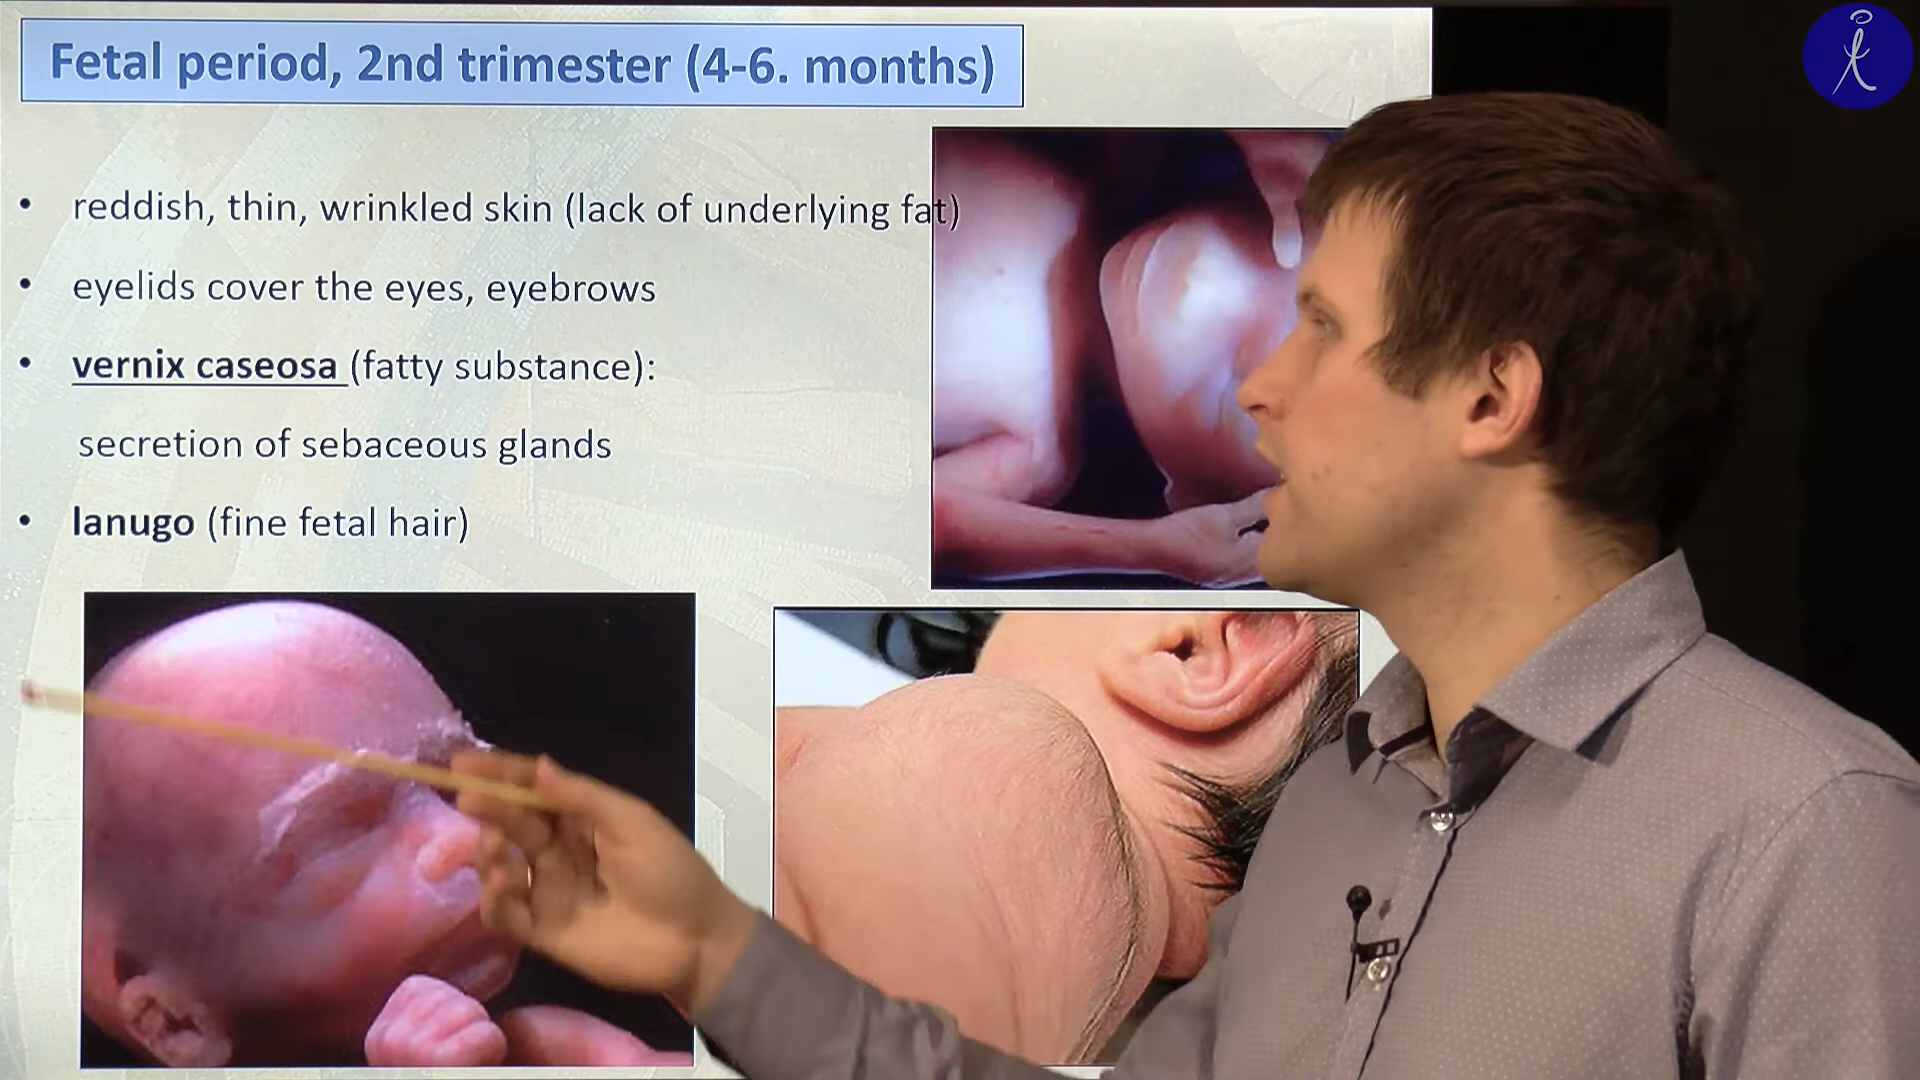 Fetal period, 2nd trimester (4-6. months)
• reddish, thin, wrinkled skin (lack of underlying fat)
• eyelids cover the eyes, eyebrows
• vernix caseosa (fatty substance):
secretion of sebaceous glands
• lanugo (fine fetal hair)